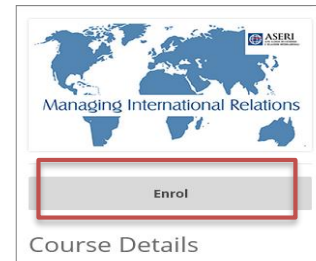 ASERI
Managing International Relations
Enrol
Course Details